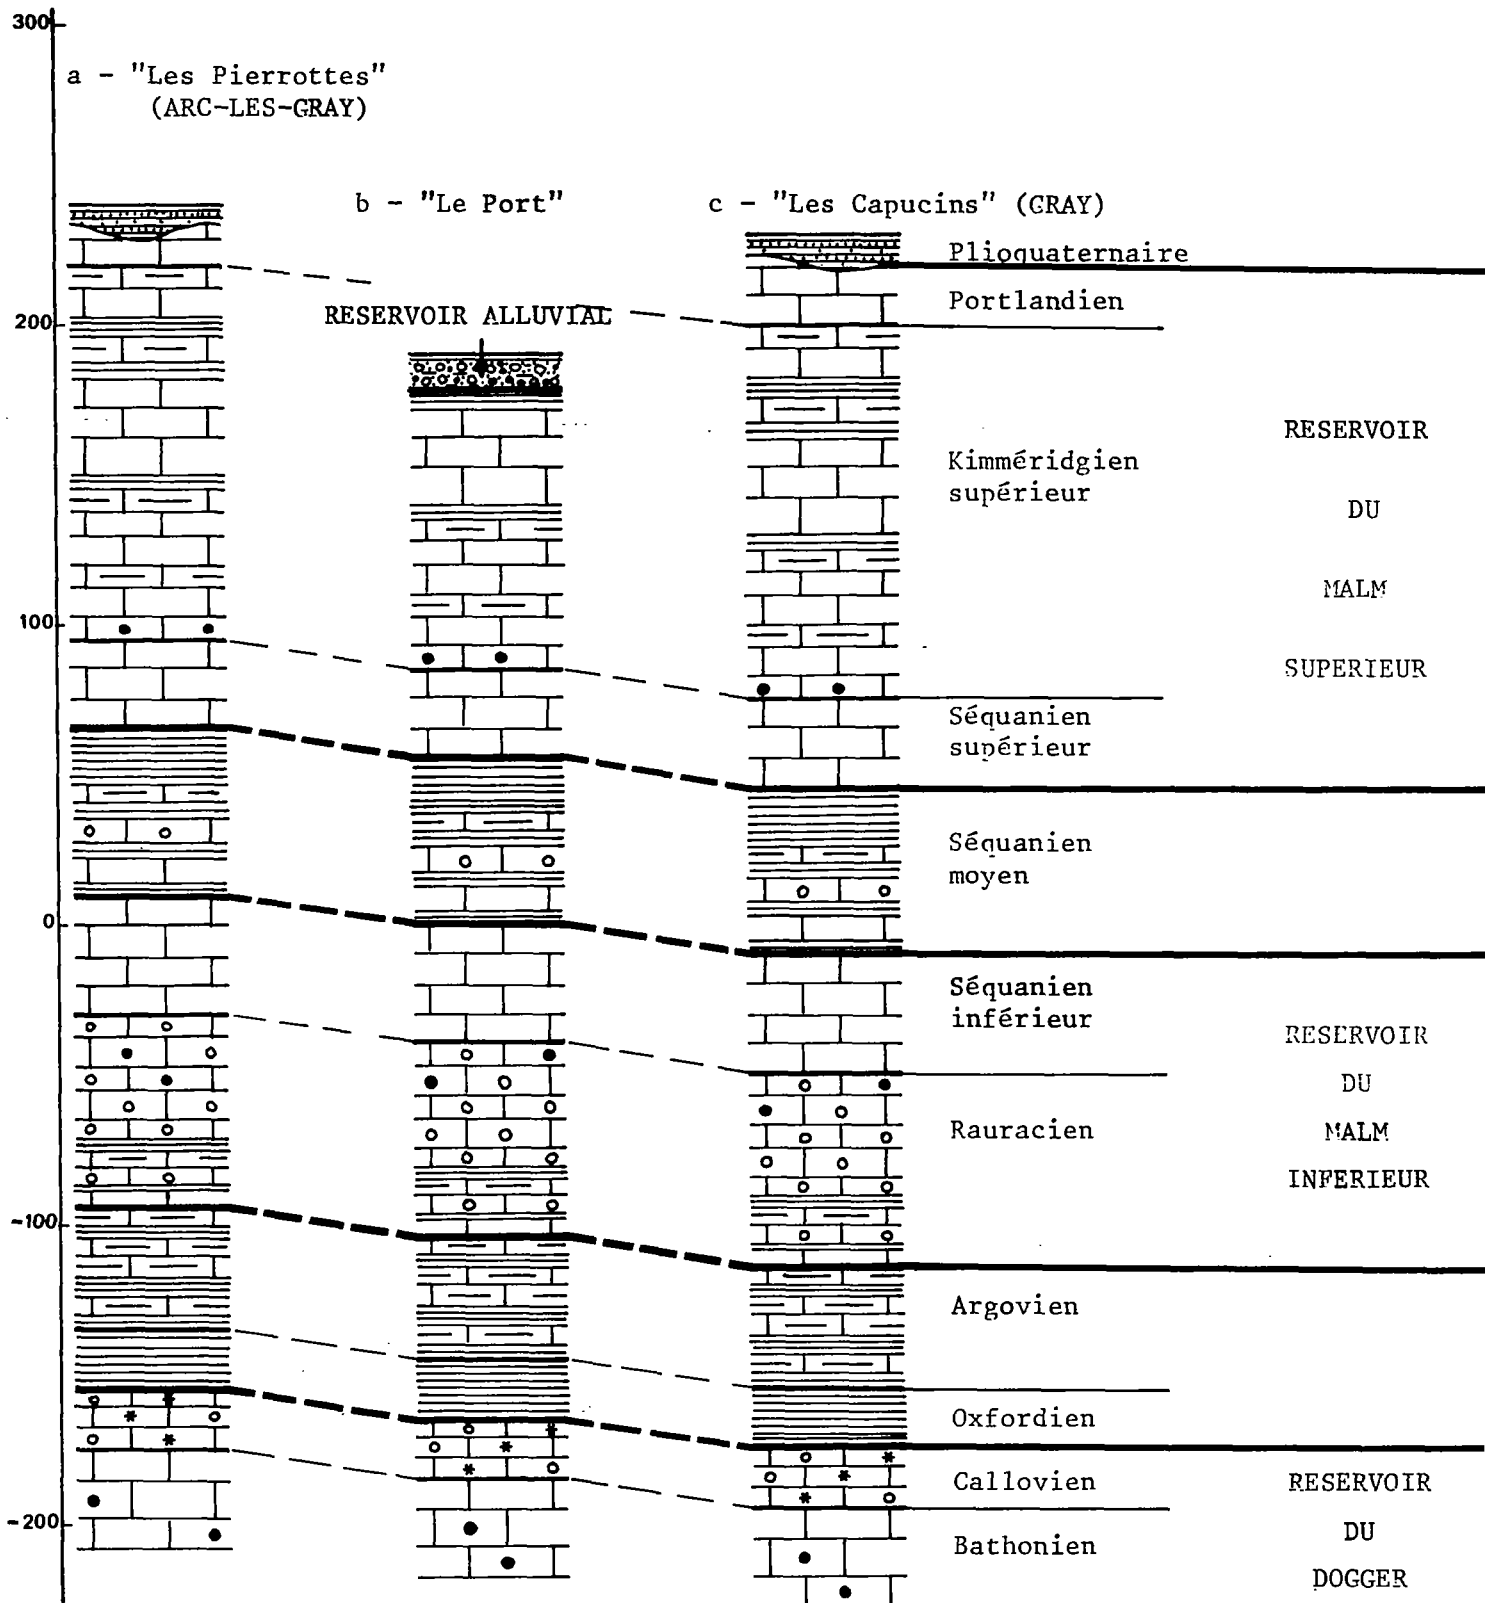 300
a - "Les Pierrottes"
(ARC-LES-GRAY)
b - "Le Port"
c - "Les Capucins" (GRAY)
Plioquaternaire
Portlandien
200
RESERVOIR ALLUVIAL
Kimméridgien
supérieur
RESERVOIR
DU
MALM
SUPERIEUR
100
Séquanien
supérieur
Séquanien
moyen
0
Séquanien
inférieur
RESERVOIR
DU
MALM
INFERIEUR
Rauracien
-100
Argovien
Oxfordien
Callovien
RESERVOIR
DU
DOGGER
-200
Bathonien